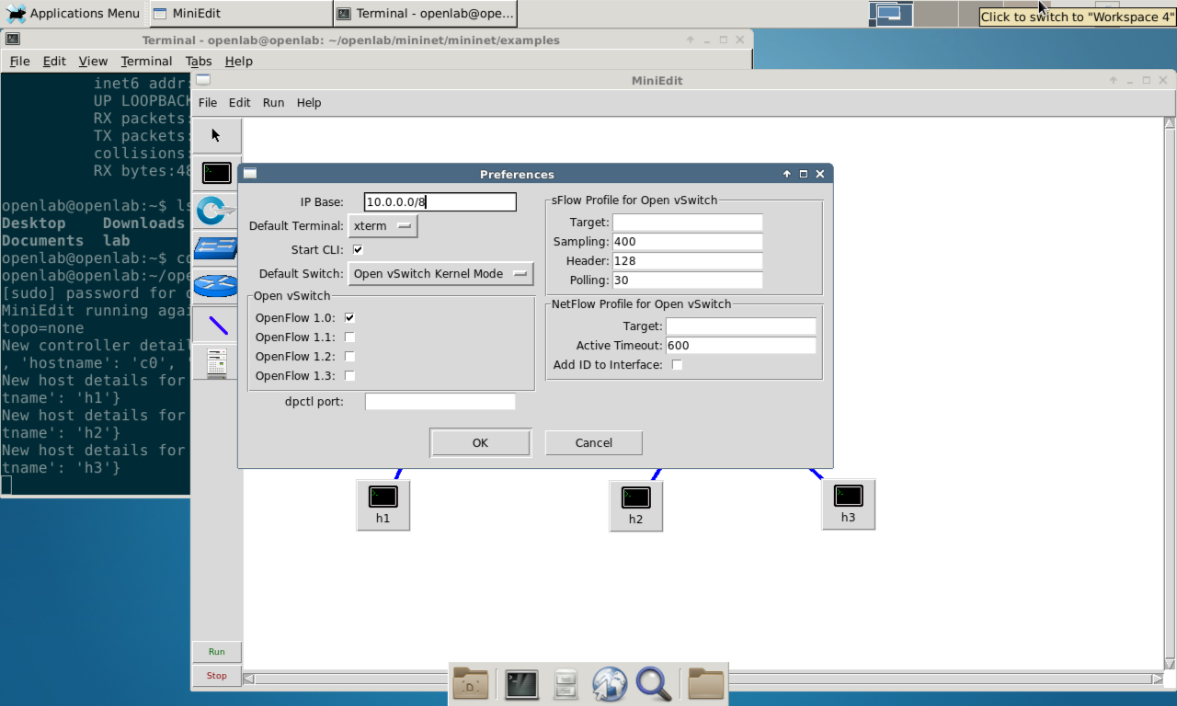 Applications Menu
MiniEdit
Terminal - openlab@ope...
Click to switch to "Workspace 4"
Terminal - openlab@openlab: ~/openlab/mininet/mininet/examples
File Edit View Terminal Tabs Help
inet6 addr:
UP LOOPBACK
RX packets:
TX packets:
collisions:
RX bytes:48
openlab@openlab:~$ ls
Desktop Downloads
Documents lab
openlab@openlab:~$
openlab@openlab:~/ope
[sudo] password for
MiniEdit running agai
topo=none
New controller detai
, 'hostname': 'c0',
New host details for
tname': 'h1'}
New host details for
tname': 'h2'}
New host details for
tname': 'h3'}
MiniEdit
File Edit Run Help
Preferences
IP Base: 10.0.0.0/8
Default Terminal: xterm
Start CLI:
Default Switch: Open vSwitch Kernel Mode
Open vSwitch
OpenFlow 1.0:
OpenFlow 1.1:
OpenFlow 1.2:
OpenFlow 1.3:
dpctl port:
sFlow Profile for Open vSwitch
Target:
Sampling: 400
Header: 128
Polling: 30
NetFlow Profile for Open vSwitch
Target:
Active Timeout: 600
Add ID to Interface:
OK
Cancel
h1
h2
h3
Run
Stop